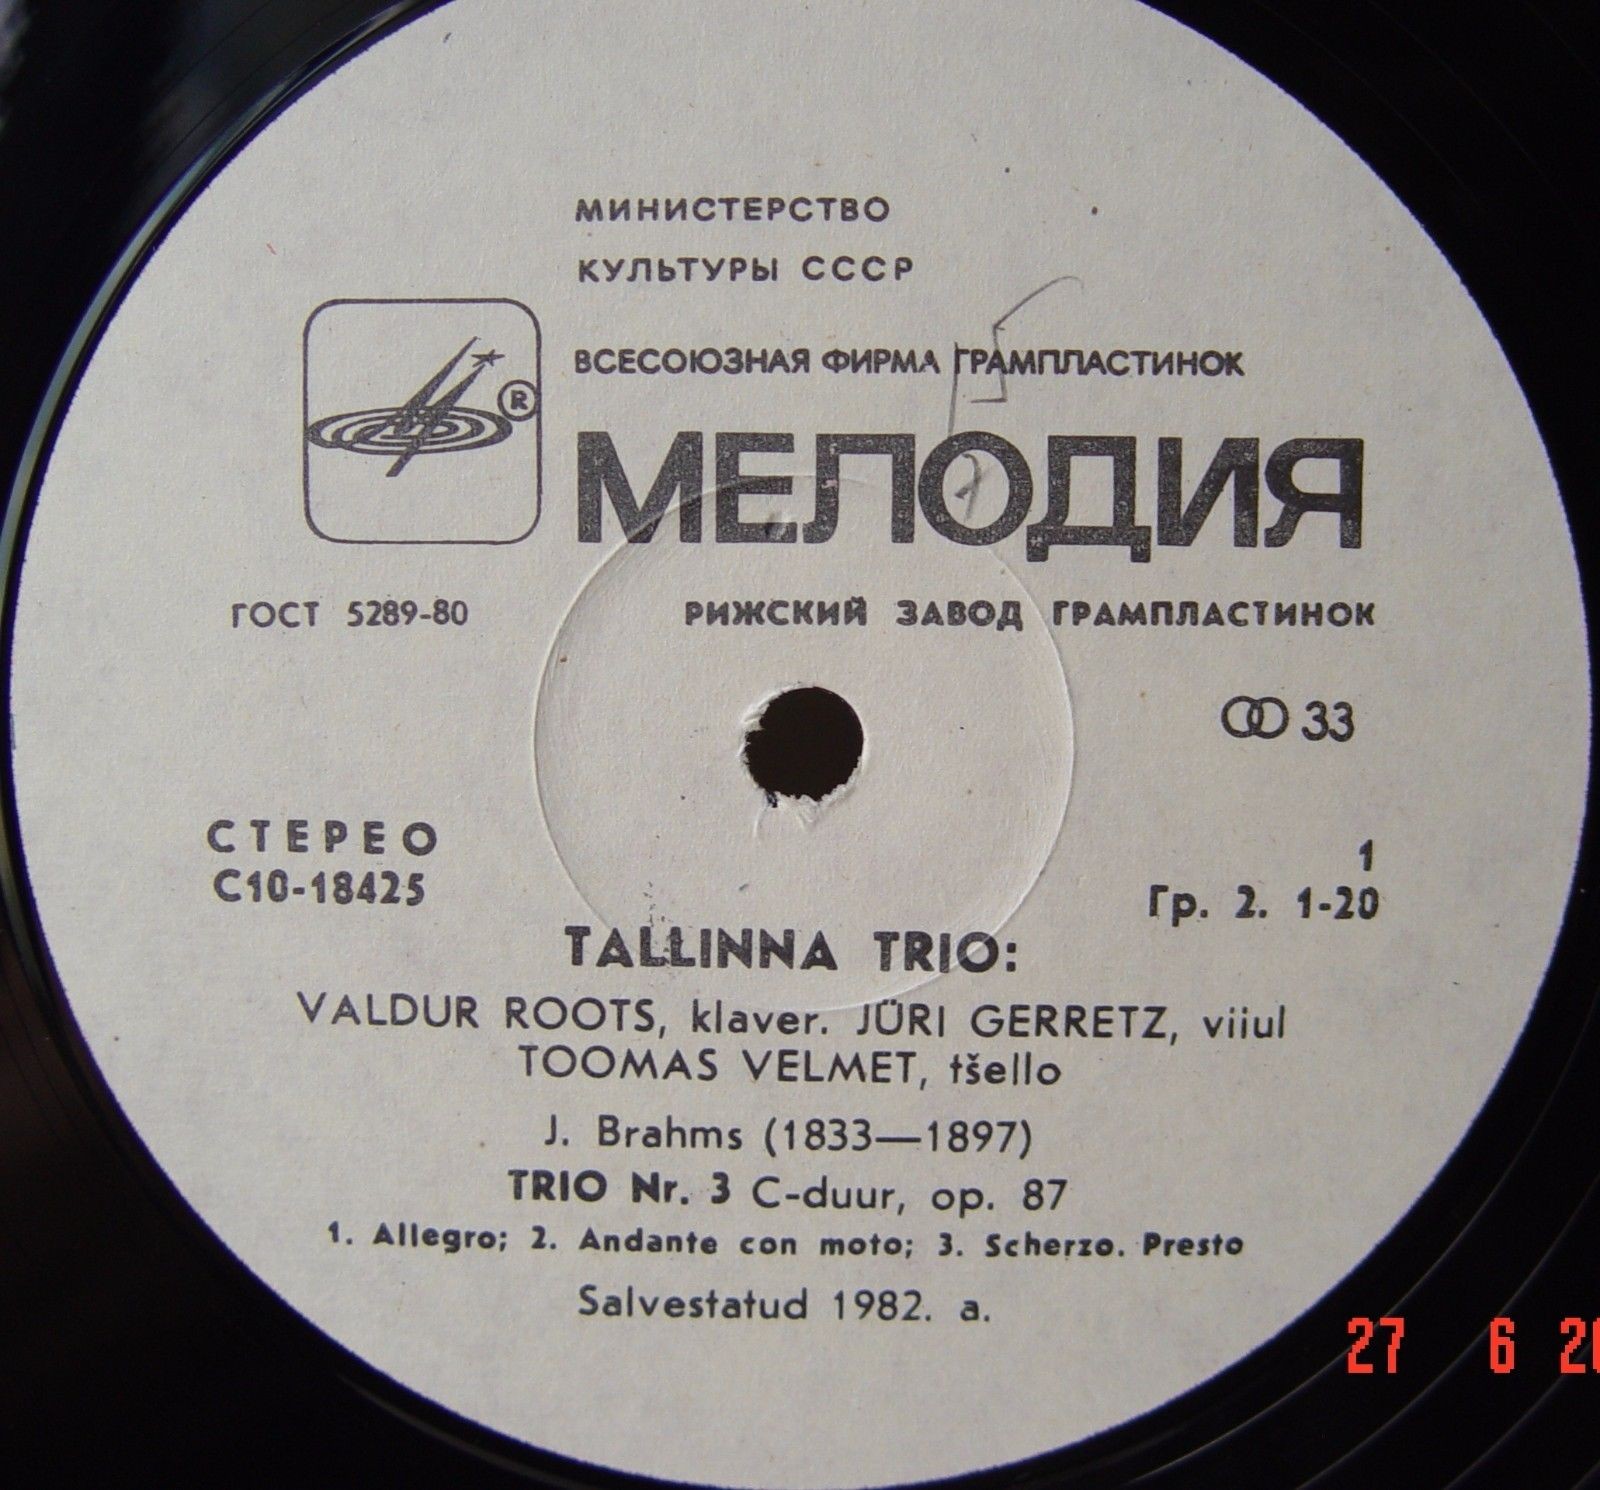 МИНИСТЕРСТВО
КУЛЬТУРЫ СССР
ВСЕСОЮЗНАЯ ФИРМА ГРАМПЛАСТИНОК
®
МЕЛОДИЯ
ГОСТ 5289-80
РИЖСКИЙ ЗАВОД ГРАМПЛАСТИНОК
33
СТЕРЕО
1
С10-18425
Гр. 2. 1-20
TALLINNA TRIO:
VALDUR ROOTS, klaver. JÜRI GERRETZ, viiul
TOOMAS VELMET, tšello
J. Brahms (1833—1897)
TRIO Nr. 3 C-duur, op. 87
1. Allegro; 2. Andante con moto; 3. Scherzo. Presto
Salvestatud 1982. a.
27 6